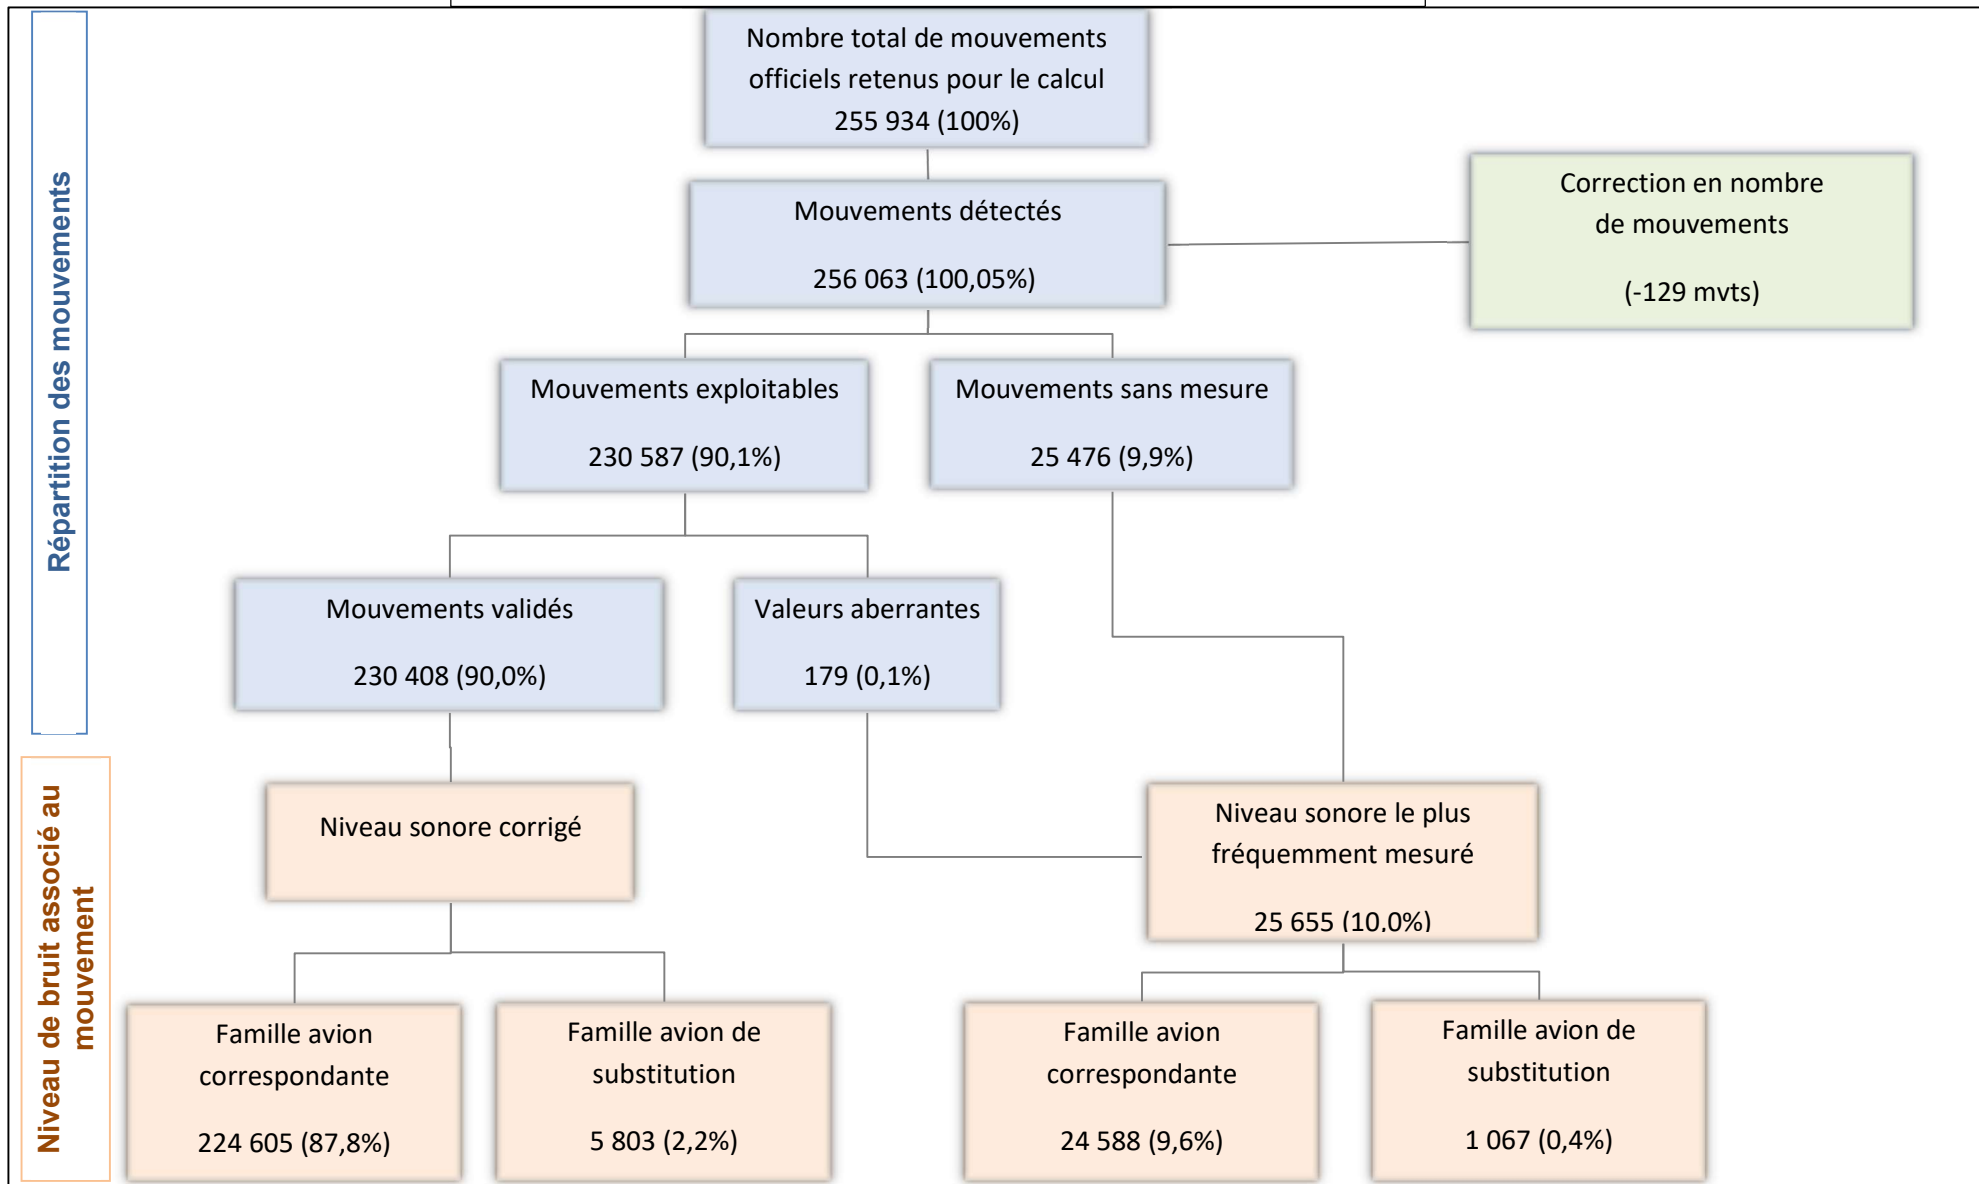 Nombre total de mouvements
officiels retenus pour le calcul
255 934 (100%)
Mouvements détectés
256 063 (100,05%)
Correction en nombre
de mouvements
(-129 mvts)
Répartition des mouvements
Mouvements exploitables
230 587 (90,1%)
Mouvements sans mesure
25 476 (9,9%)
Mouvements validés
230 408 (90,0%)
Valeurs aberrantes
179 (0,1%)
Niveau de bruit associé au
mouvement
Niveau sonore corrigé
Niveau sonore le plus
fréquemment mesuré
25 655 (10,0%)
Famille avion
correspondante
224 605 (87,8%)
Famille avion de
substitution
5 803 (2,2%)
Famille avion
correspondante
24 588 (9,6%)
Famille avion de
substitution
1 067 (0,4%)